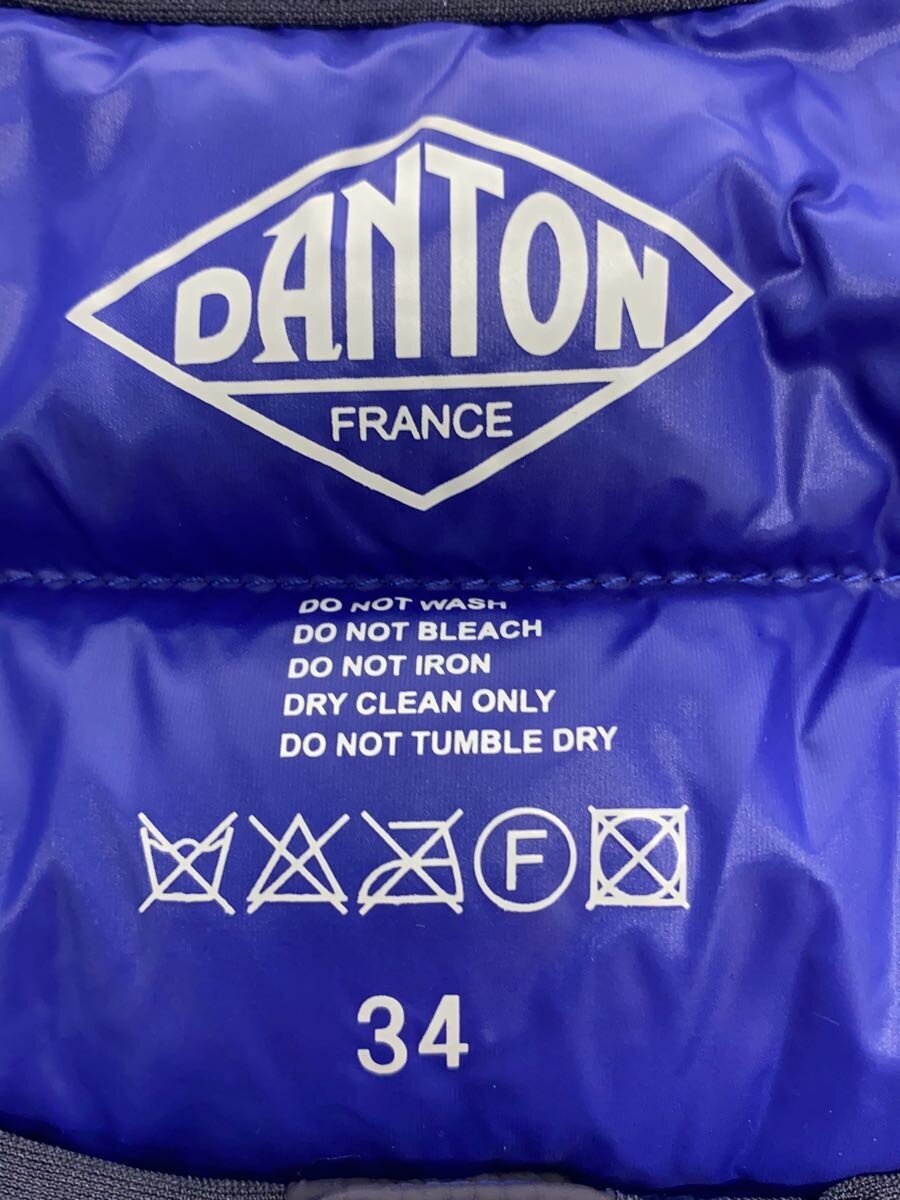 DANTON
FRANCE
DO NOT WASH
DO NOT BLEACH
DO NOT IRON
DRY CLEAN ONLY
DO NOT TUMBLE DRY
F
34